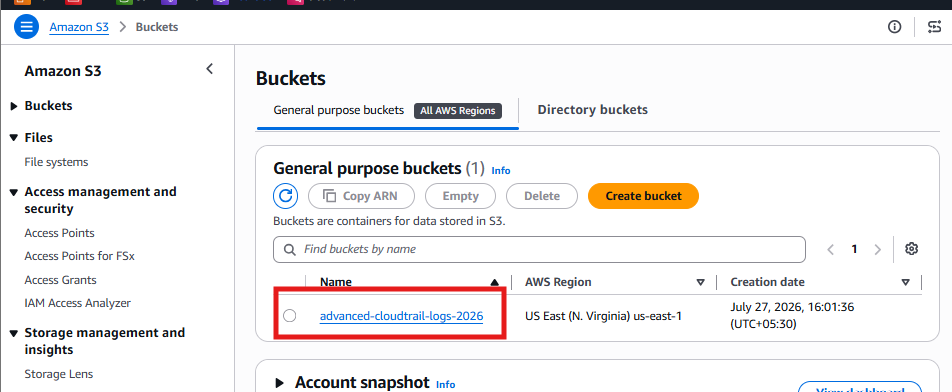 Amazon S3 > Buckets
Amazon S3
Buckets
Files
File systems
Access management and
security
Access Points
Access Points for FSx
Access Grants
IAM Access Analyzer
Storage management and
insights
Storage Lens
Buckets
General purpose buckets All AWS Regions Directory buckets
General purpose buckets (1) Info
Copy ARN Empty Delete Create bucket
Buckets are containers for data stored in S3.
Find buckets by name
1
Name AWS Region Creation date
advanced-cloudtrail-logs-2026 US East (N. Virginia) us-east-1 July 27, 2026, 16:01:36
(UTC+05:30)
Account snapshot Info
View dashboard